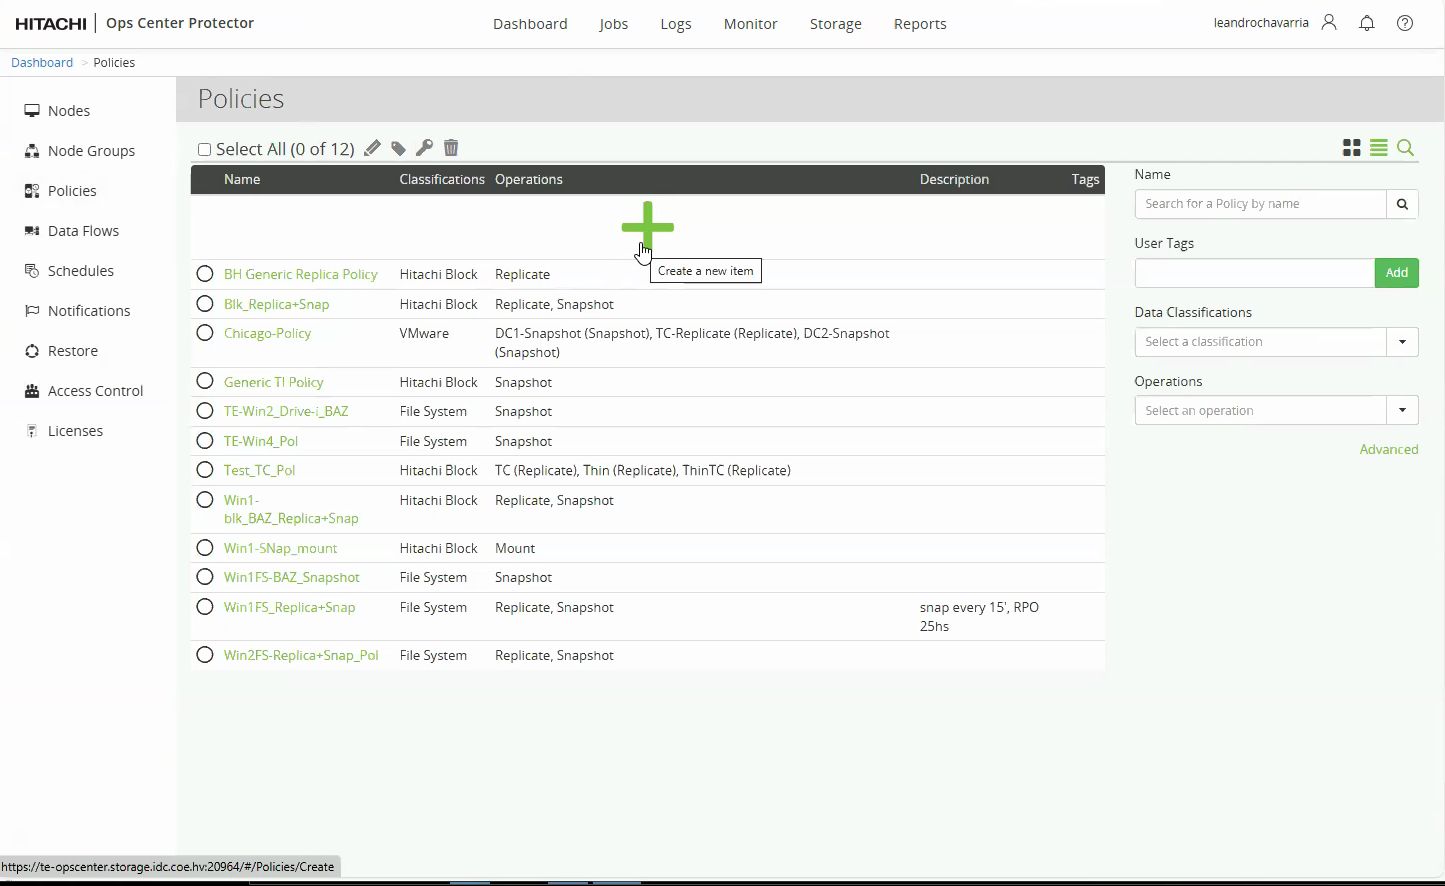 HITACHI Ops Center Protector
Dashboard Jobs Logs Monitor Storage Reports
leandrochavarria
Dashboard > Policies
Nodes
Node Groups
Policies
Data Flows
Schedules
Notifications
Restore
Access Control
Licenses
Policies
Select All (0 of 12)
Name Classifications Operations Description Tags
Create a new item
BH Generic Replica Policy Hitachi Block Replicate
Blk_Replica+Snap Hitachi Block Replicate, Snapshot
Chicago-Policy VMware DC1-Snapshot (Snapshot), TC-Replicate (Replicate), DC2-Snapshot
(Snapshot)
Generic TI Policy Hitachi Block Snapshot
TE-Win2_Drive-i_BAZ File System Snapshot
TE-Win4_Pol File System Snapshot
Test_TC_Pol Hitachi Block TC (Replicate), Thin (Replicate), ThinTC (Replicate)
Win1-
blk_BAZ_Replica+Snap Hitachi Block Replicate, Snapshot
Win1-SNap_mount Hitachi Block Mount
Win1FS-BAZ_Snapshot File System Snapshot
Win1FS_Replica+Snap File System Replicate, Snapshot snap every 15', RPO
25hs
Win2FS-Replica+Snap_Pol File System Replicate, Snapshot
Name
Search for a Policy by name
User Tags
Add
Data Classifications
Select a classification
Operations
Select an operation
Advanced
https://te-opscenter.storage.idc.coe.hv:20964/#/Policies/Create